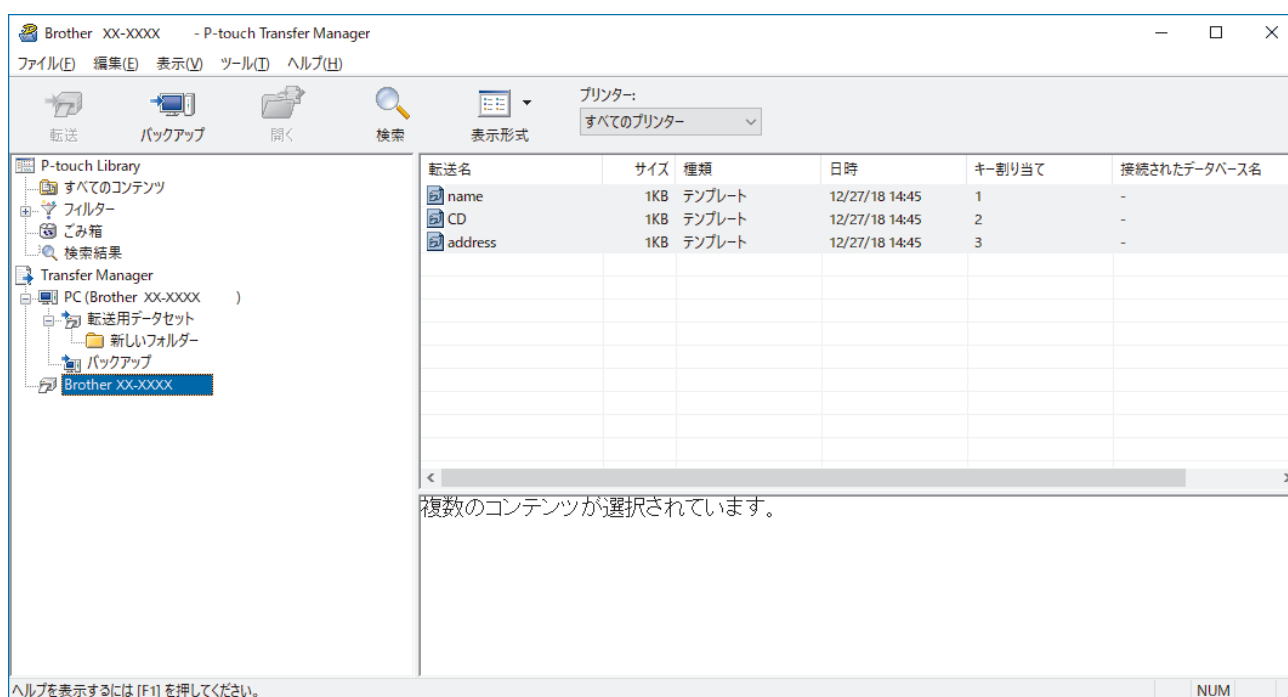 Brother XX-XXXX - P-touch Transfer Manager
ファイル(F) 編集(E) 表示(V) ツール(T) ヘルプ(H)
転送 バックアップ 開く 検索 表示形式
プリンター:
すべてのプリンター
P-touch Library
すべてのコンテンツ
フィルター
ごみ箱
検索結果
Transfer Manager
PC (Brother XX-XXXX )
転送用データセット
新しいフォルダー
バックアップ
Brother XX-XXXX
転送名 サイズ 種類 日時 キー割り当て 接続されたデータベース名
name 1KB テンプレート 12/27/18 14:45 1 -
CD 1KB テンプレート 12/27/18 14:45 2 -
address 1KB テンプレート 12/27/18 14:45 3 -
複数のコンテンツが選択されています。
ヘルプを表示するには [F1] を押してください。 NUM